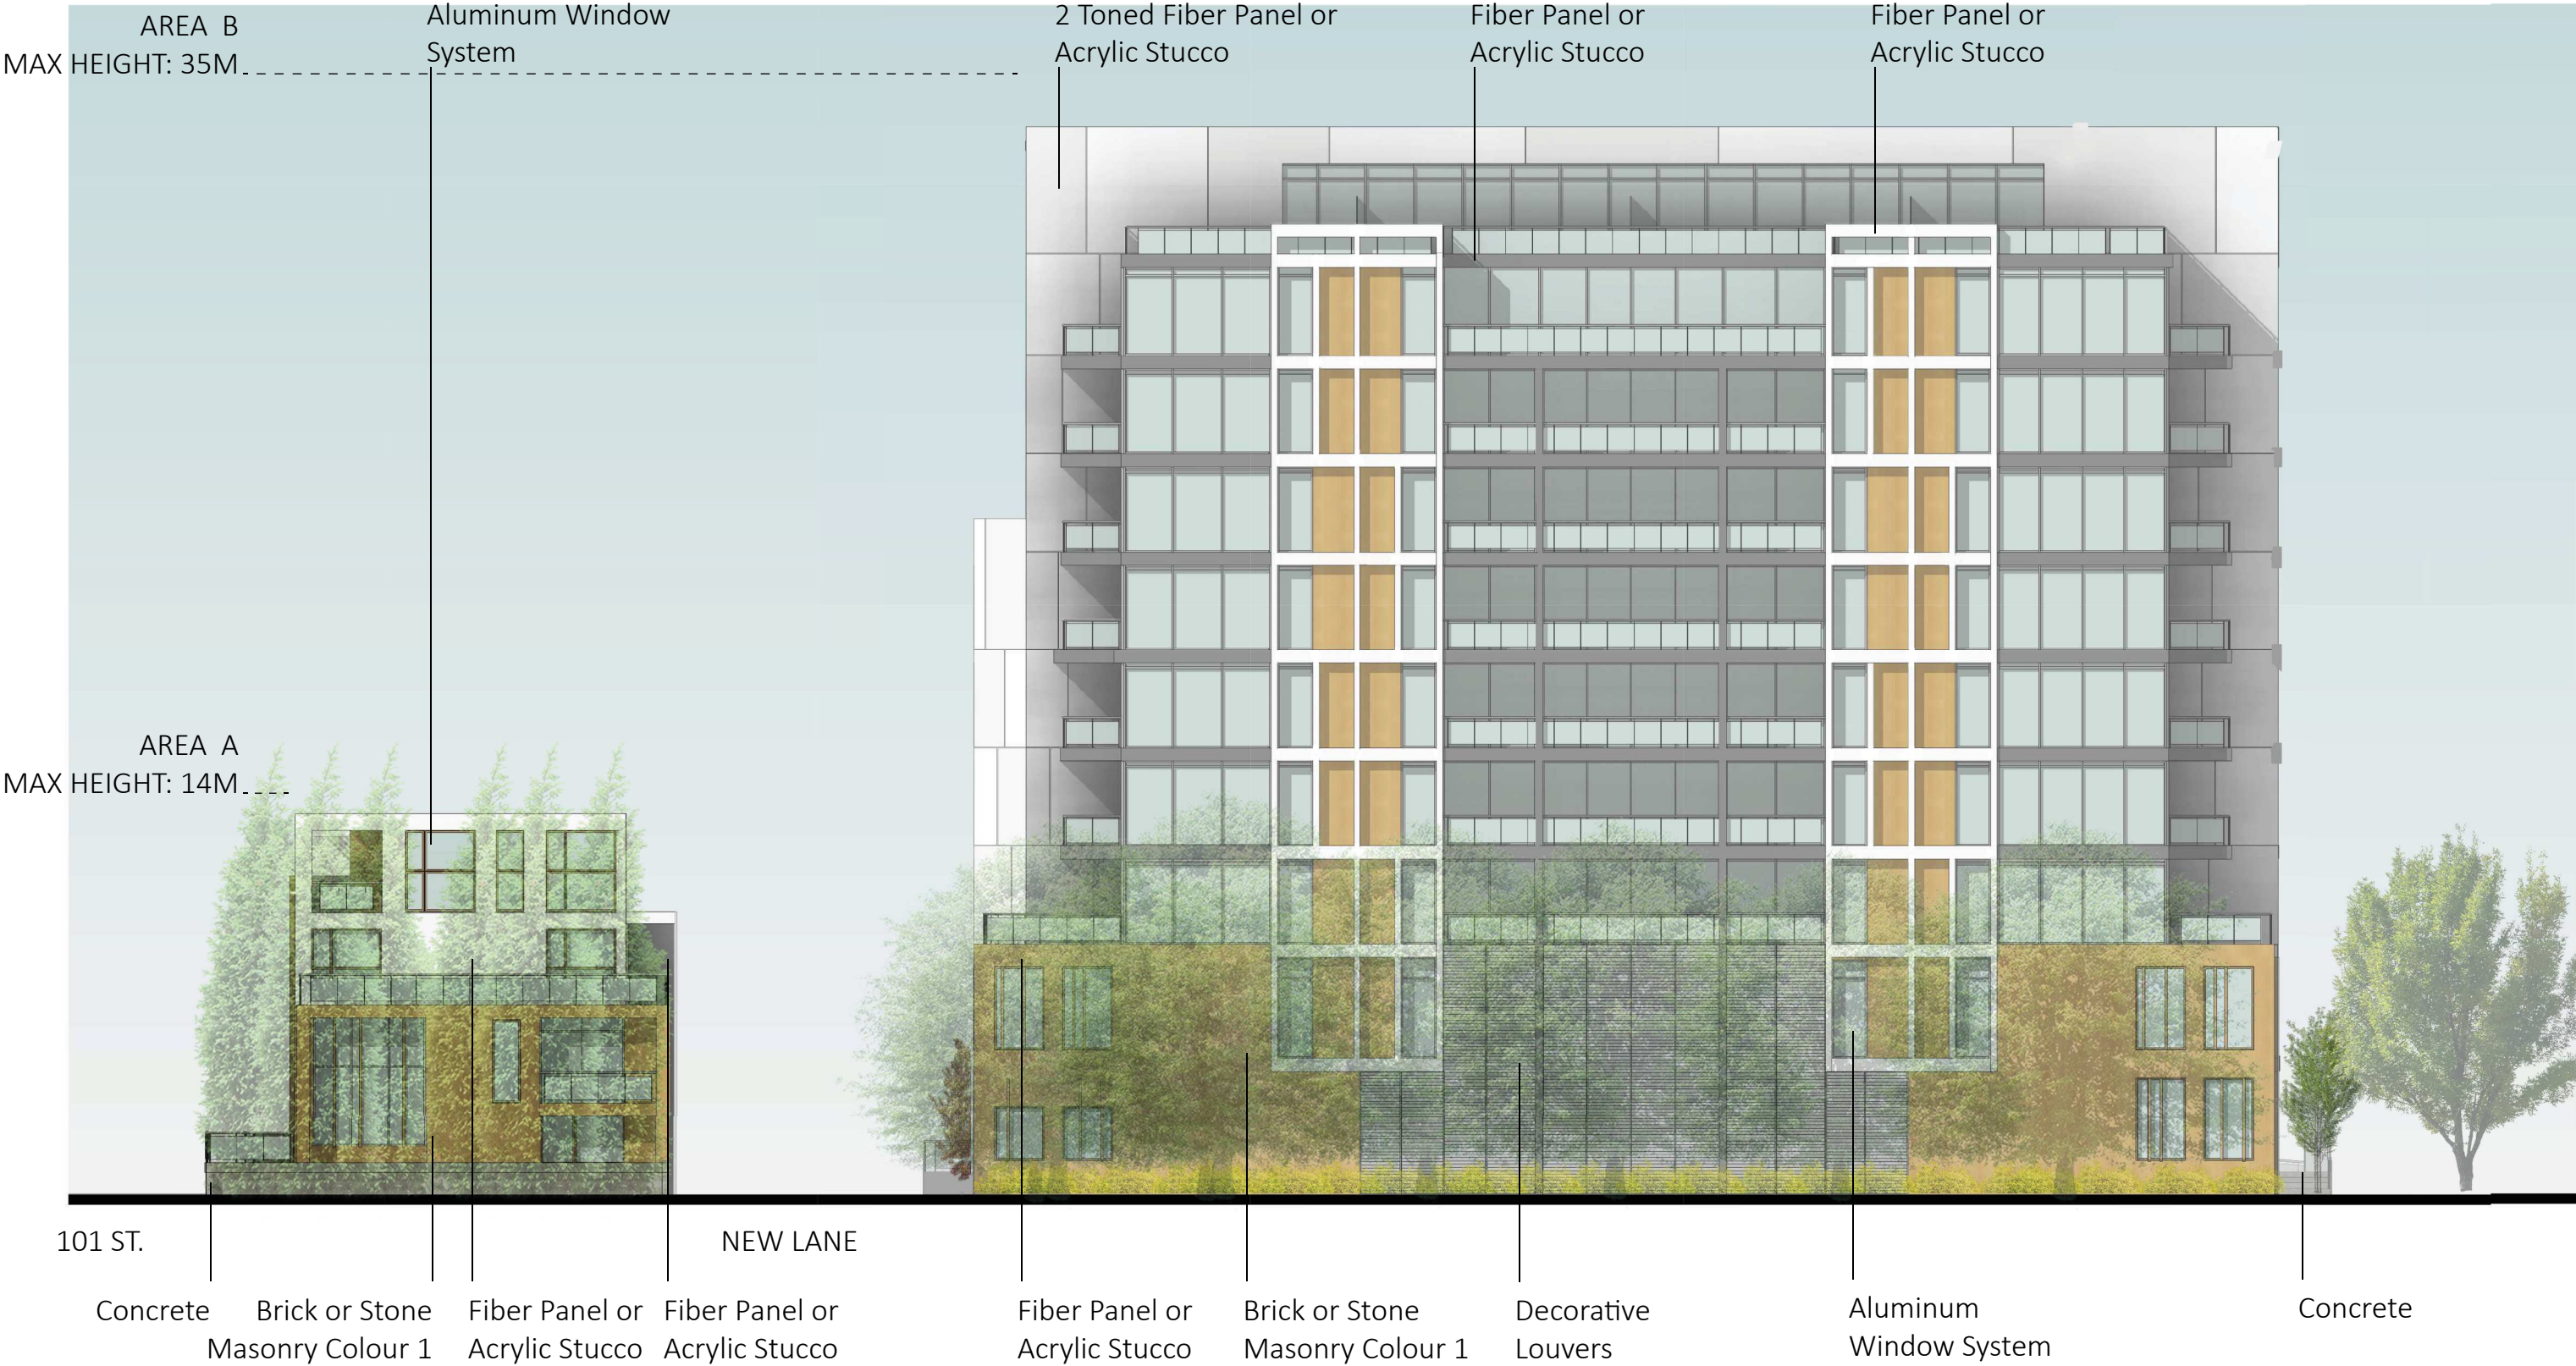 AREA B
MAX HEIGHT: 35M
Aluminum Window
System
2 Toned Fiber Panel or
Acrylic Stucco
Fiber Panel or
Acrylic Stucco
Fiber Panel or
Acrylic Stucco
AREA A
MAX HEIGHT: 14M
101 ST.
NEW LANE
Concrete
Brick or Stone
Masonry Colour 1
Fiber Panel or
Acrylic Stucco
Fiber Panel or
Acrylic Stucco
Fiber Panel or
Acrylic Stucco
Brick or Stone
Masonry Colour 1
Decorative
Louvers
Aluminum
Window System
Concrete